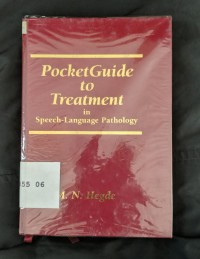 PocketGuide
to
Treatment
in
Speech-Language Pathology
55 06
M. N. Hegde